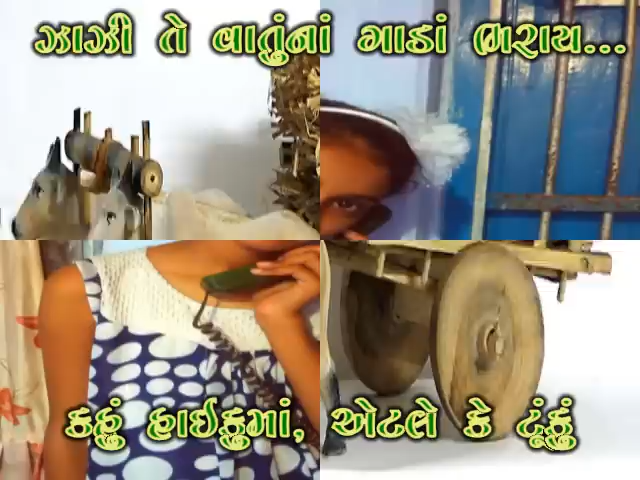 ઝાઝી તે વાતુંનાં ગાડાં ભરાય...
કહું હાઈકુમાં, એટલે કે ટૂંકું